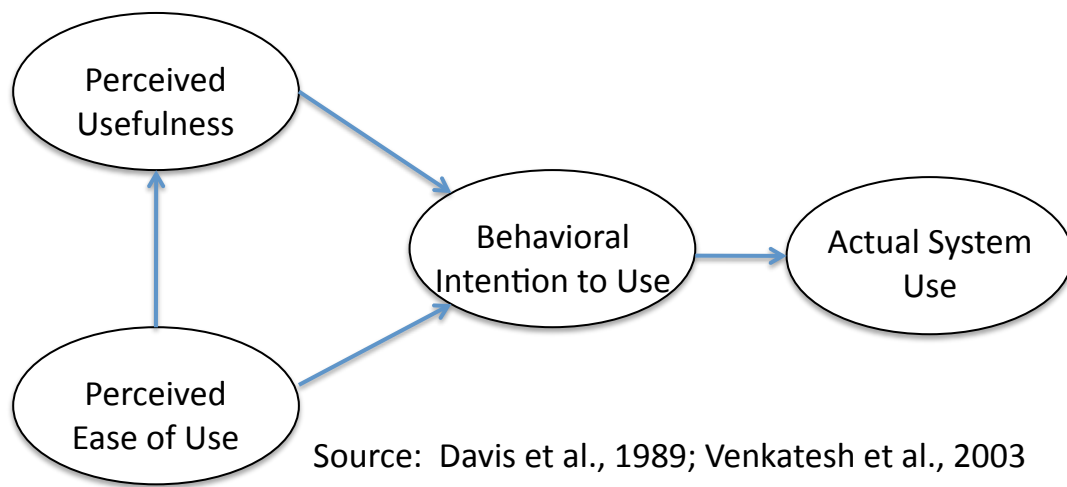 Perceived
Usefulness
Behavioral
Intention to Use
Actual System
Use
Perceived
Ease of Use
Source: Davis et al., 1989; Venkatesh et al., 2003